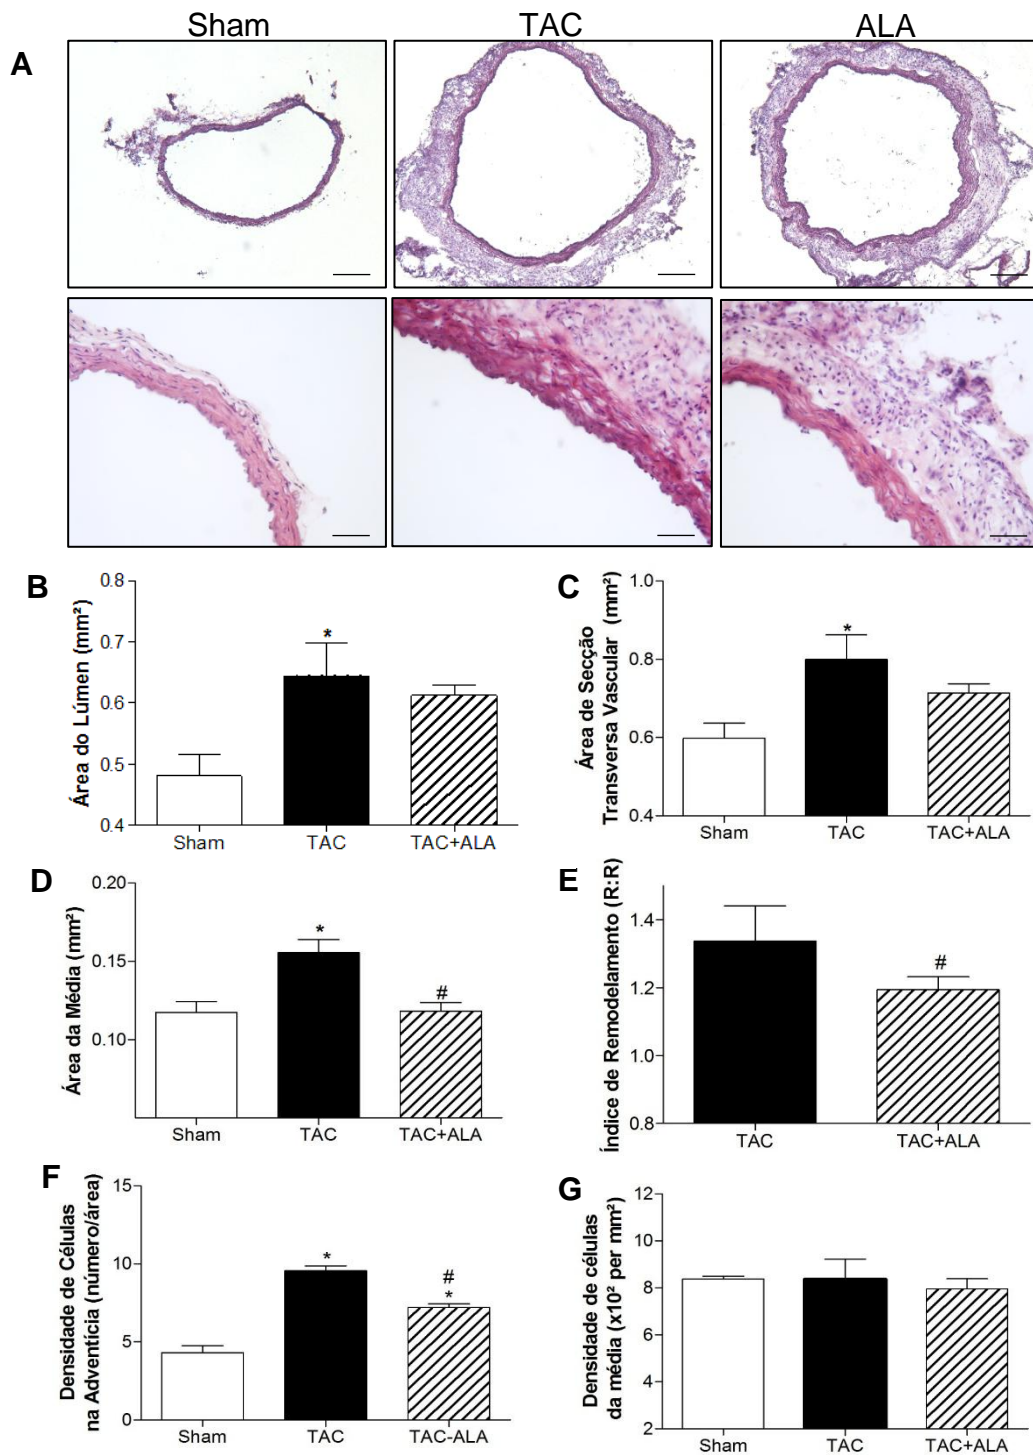 Sham TAC ALA
A
B
Área do Lúmen (mm²)
0.8
0.7
0.6
0.5
0.4
*
Sham TAC TAC+ALA
C
Área de Secção
Transversa Vascular (mm²)
1.0
0.8
0.6
0.4
*
Sham TAC TAC+ALA
D
Área da Média (mm²)
0.20
0.15
0.10
*
#
Sham TAC TAC+ALA
E
Índice de Remodelamento (R:R)
1.4
1.2
1.0
0.8
#
TAC TAC+ALA
F
Densidade de Células
na Adventícia (número/área)
15
10
5
0
*
#
*
Sham TAC TAC-ALA
G
Densidade de células
da média (x10² per mm²)
12
10
8
6
4
2
Sham TAC TAC+ALA